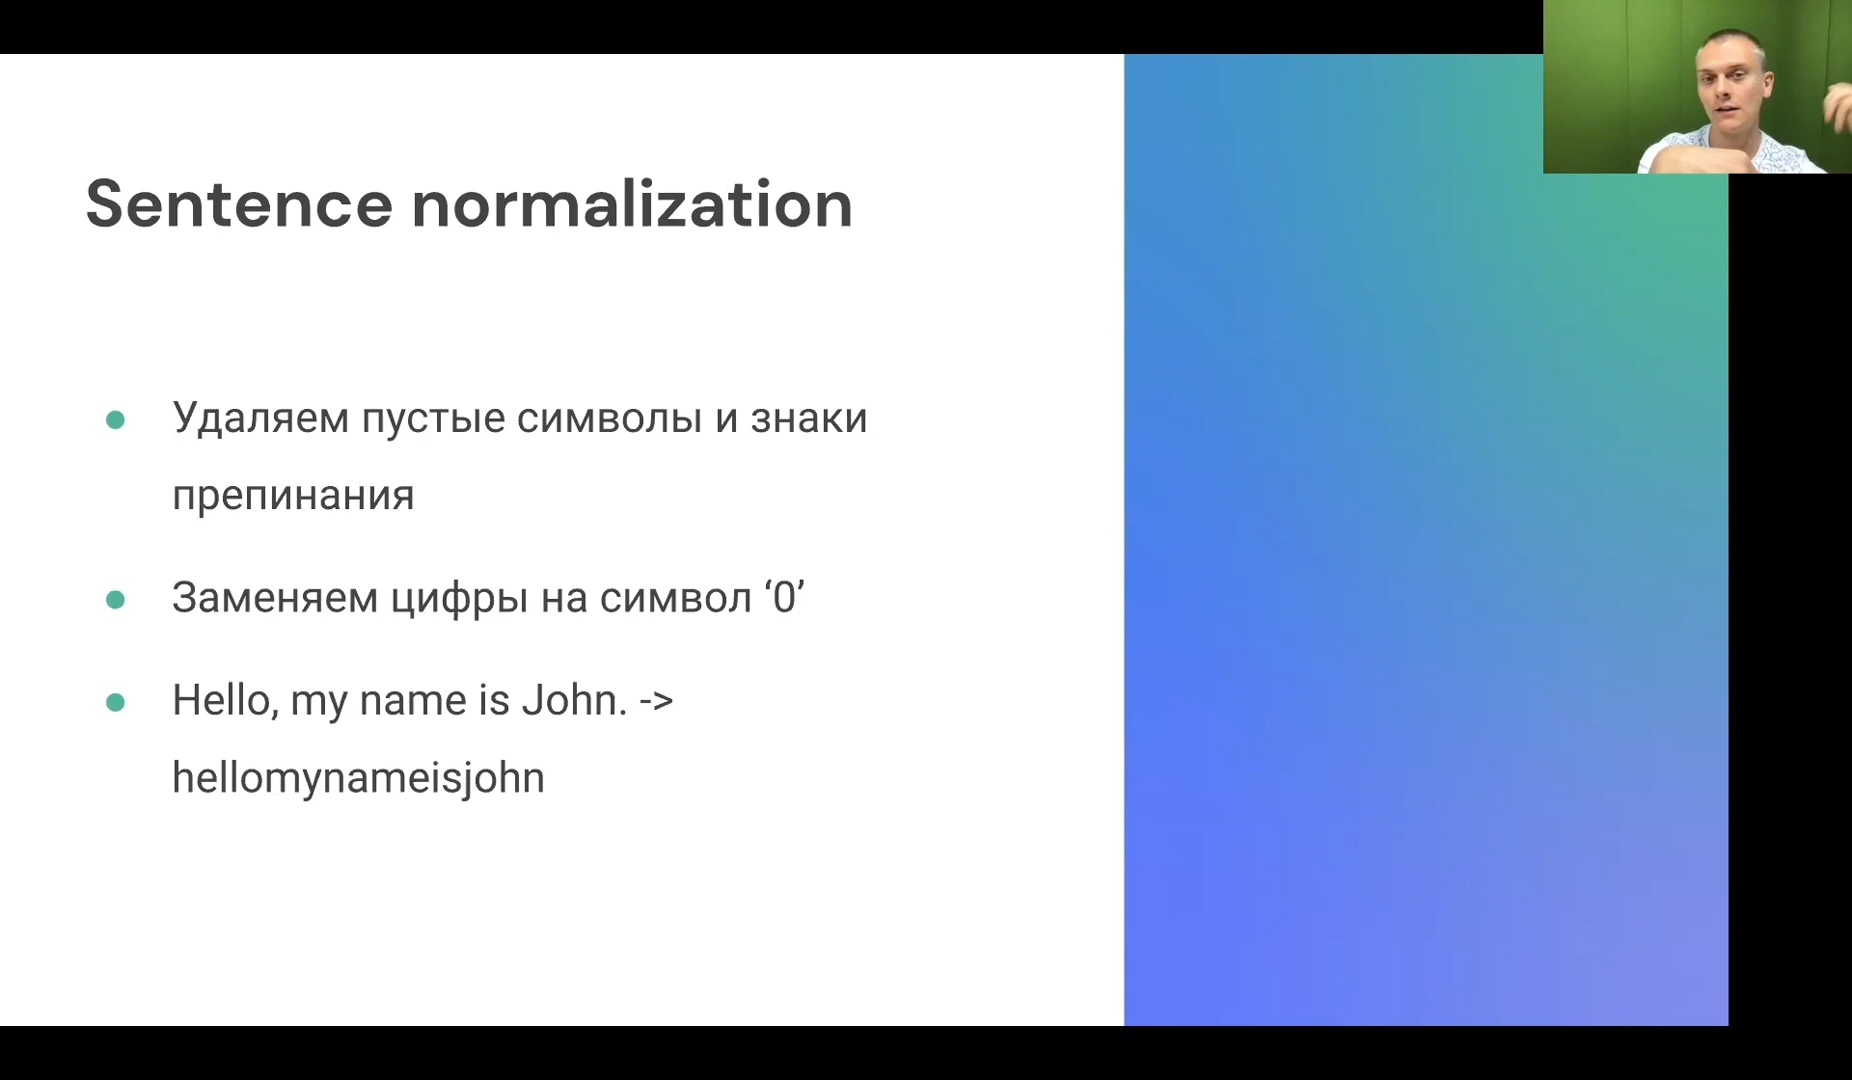 Sentence normalization
Удаляем пустые символы и знаки
препинания
Заменяем цифры на символ ‘0’
Hello, my name is John. ->
hellomynameisjohn